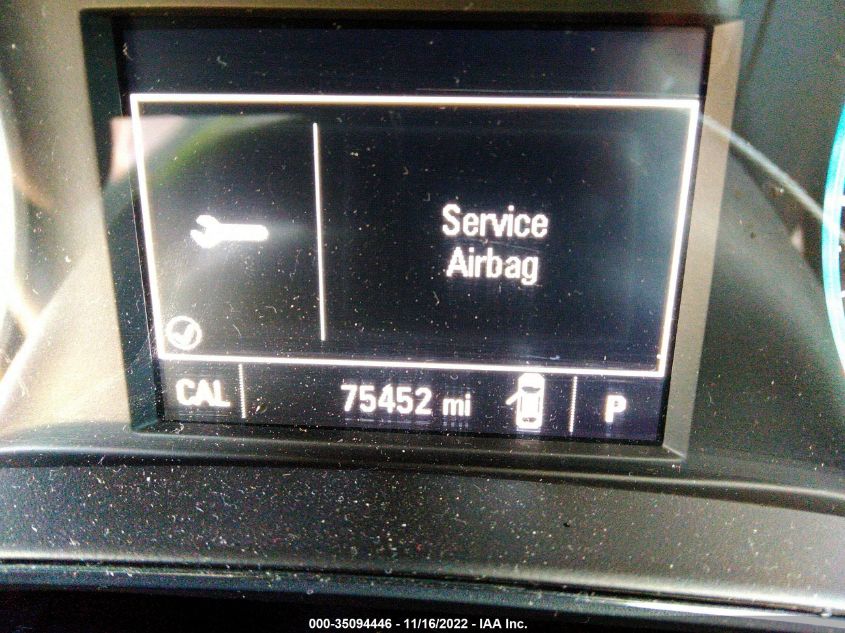 Service
Airbag
CAL 75452 mi P
000-35094446 - 11/16/2022 - IAA Inc.